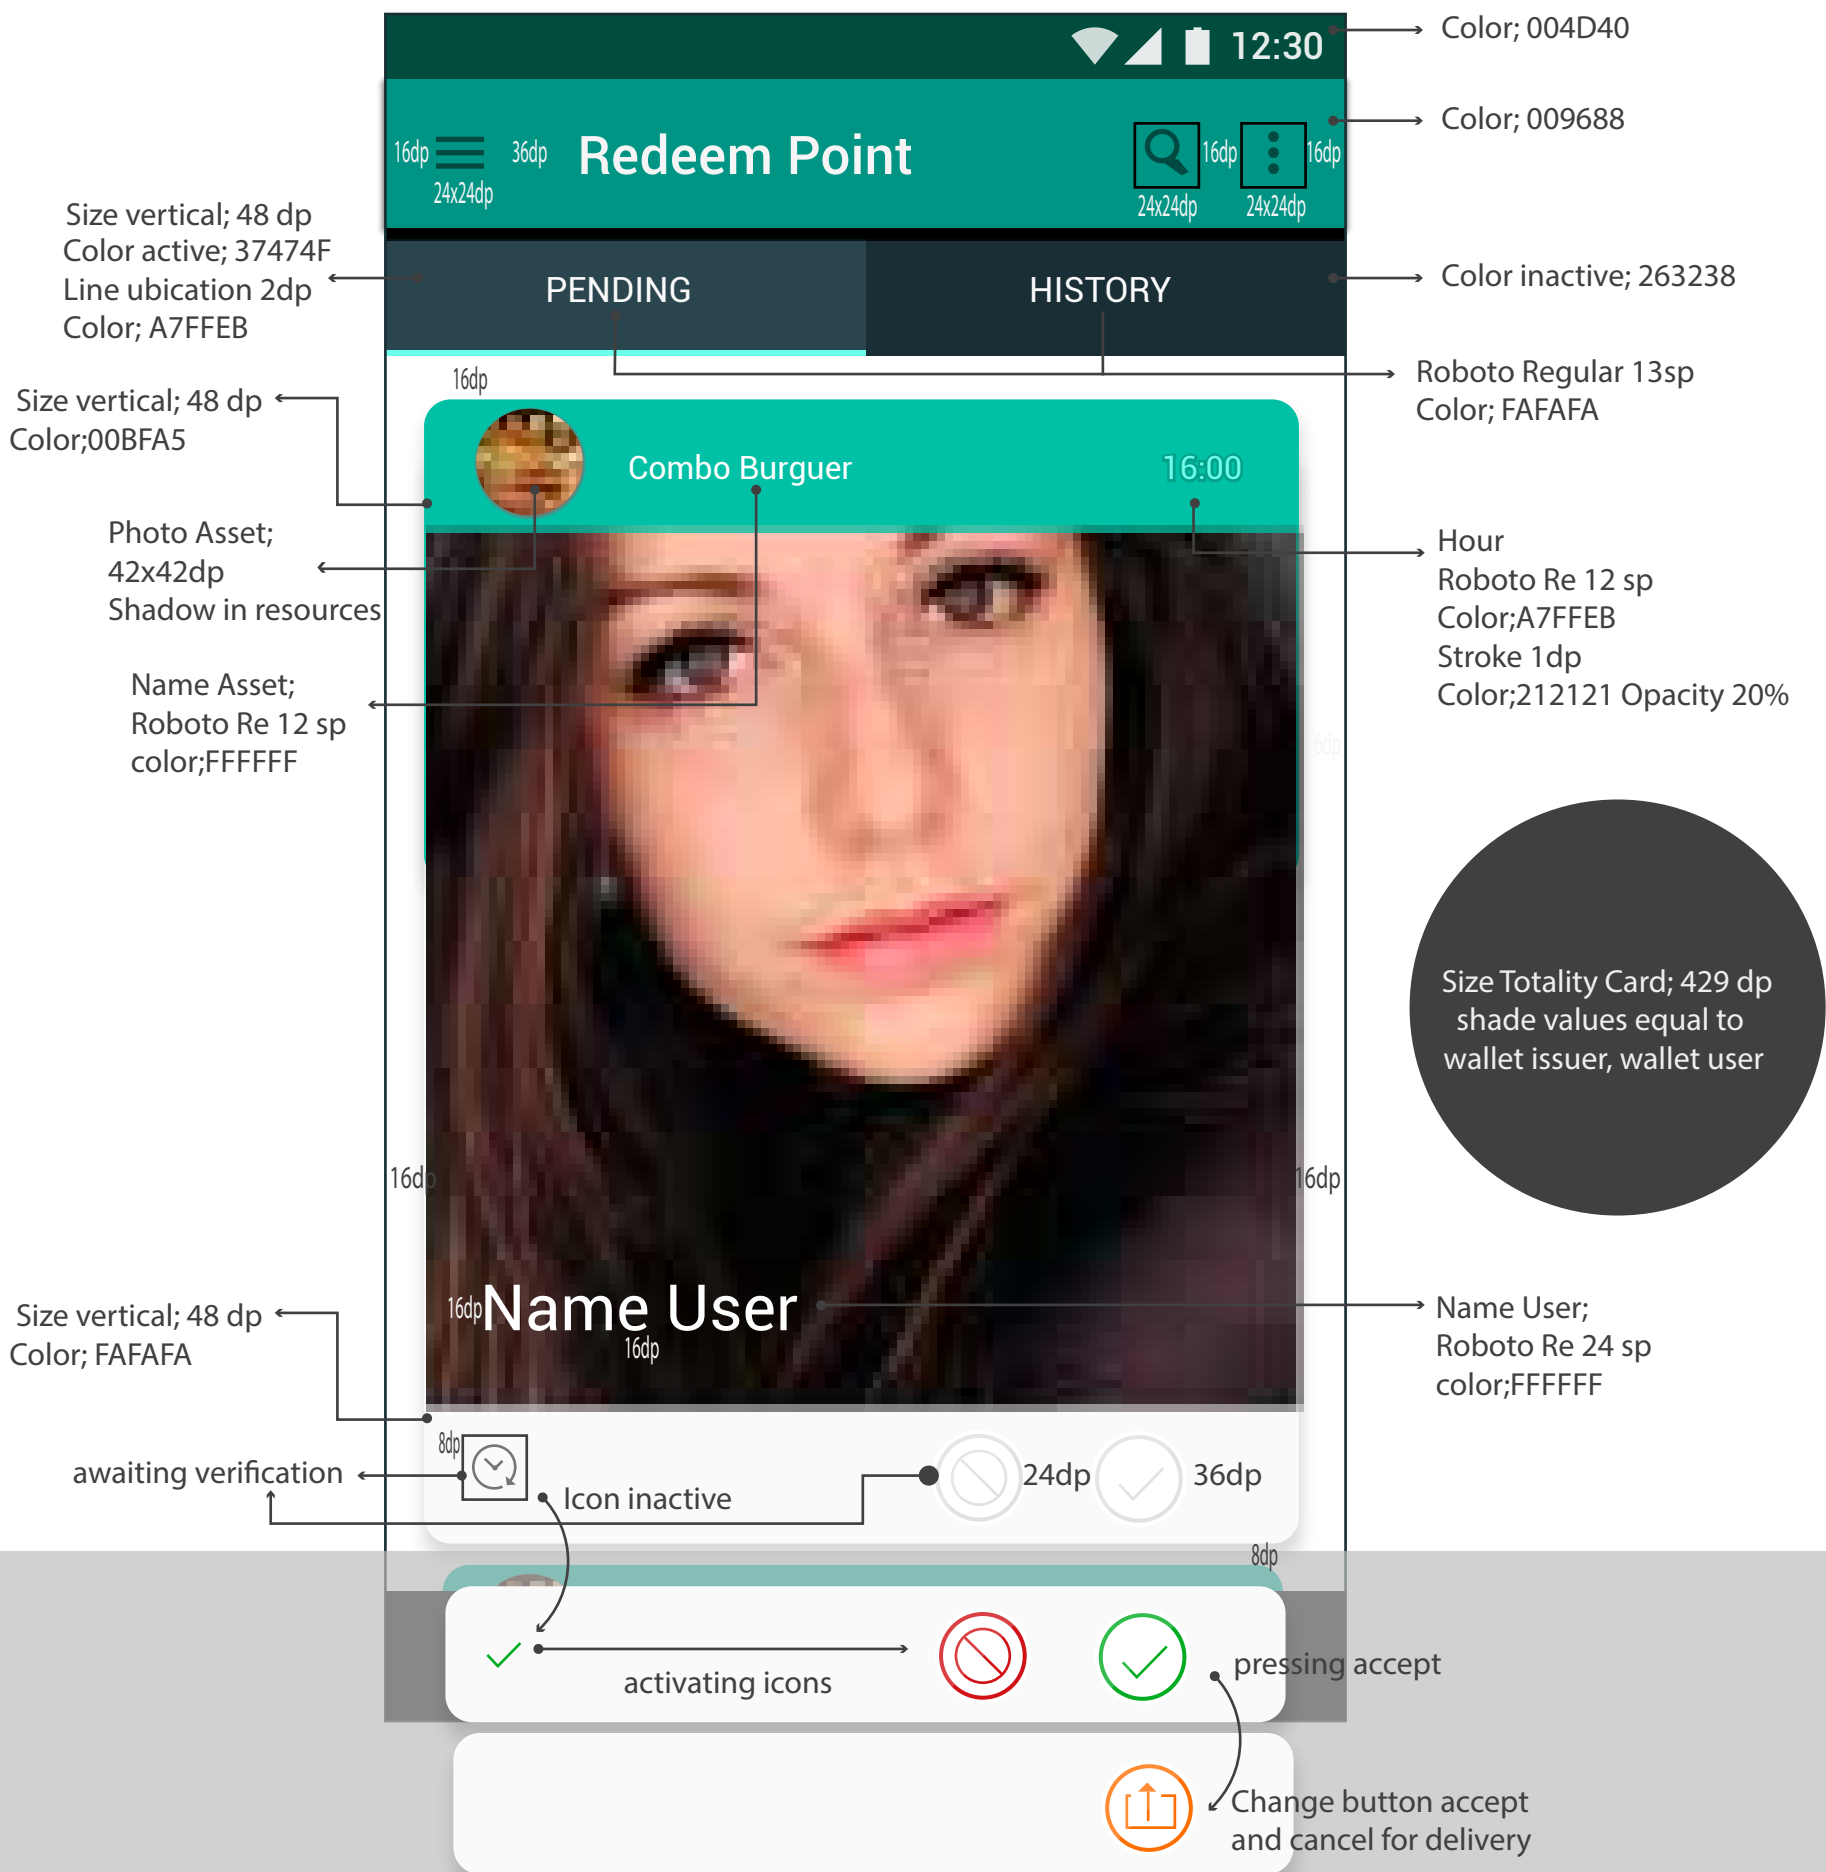 12:30
Color; 004D40
Color; 009688
16dp
36dp
Redeem Point
16dp
16dp
24x24dp
24x24dp
24x24dp
Size vertical; 48 dp
Color active; 37474F
Line ubication 2dp
Color; A7FFEB
PENDING
HISTORY
Color inactive; 263238
16dp
Roboto Regular 13sp
Color; FAFAFA
Size vertical; 48 dp
Color;00BFA5
Combo Burguer
16:00
Photo Asset;
42x42dp
Shadow in resources
Hour
Roboto Re 12 sp
Color;A7FFEB
Stroke 1dp
Color;212121 Opacity 20%
Name Asset;
Roboto Re 12 sp
color;FFFFFF
6dp
Size Totality Card; 429 dp
shade values equal to
wallet issuer, wallet user
16dp
16dp
16dp
Name User
16dp
Size vertical; 48 dp
Color; FAFAFA
Name User;
Roboto Re 24 sp
color;FFFFFF
8dp
awaiting verification
Icon inactive
24dp
36dp
8dp
activating icons
pressing accept
Change button accept
and cancel for delivery